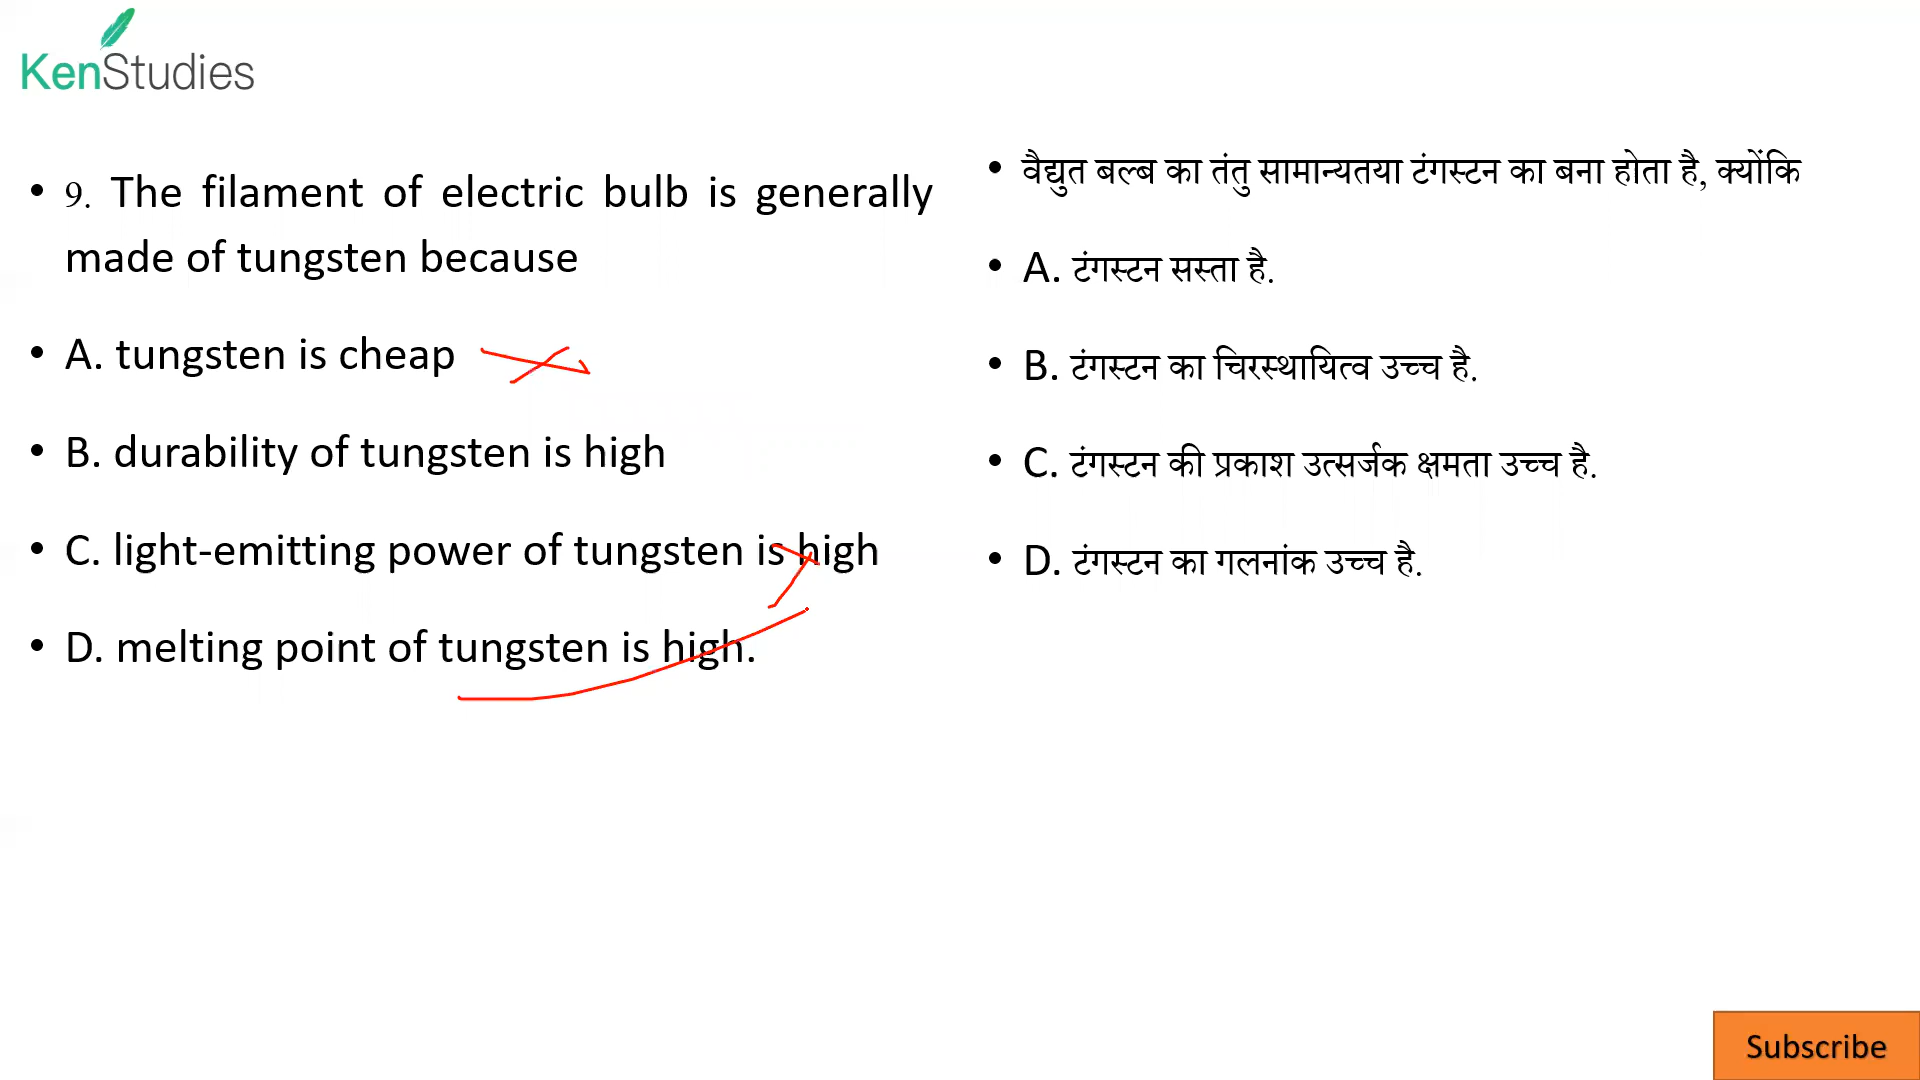 KenStudies
• 9. The filament of electric bulb is generally
made of tungsten because
• A. tungsten is cheap
• B. durability of tungsten is high
• C. light-emitting power of tungsten is high
• D. melting point of tungsten is high.
• वैद्युत बल्ब का तंतु सामान्यतया टंगस्टन का बना होता है, क्योंकि
• A. टंगस्टन सस्ता है.
• B. टंगस्टन का चिरस्थायित्व उच्च है.
• C. टंगस्टन की प्रकाश उत्सर्जक क्षमता उच्च है.
• D. टंगस्टन का गलनांक उच्च है.
Subscribe